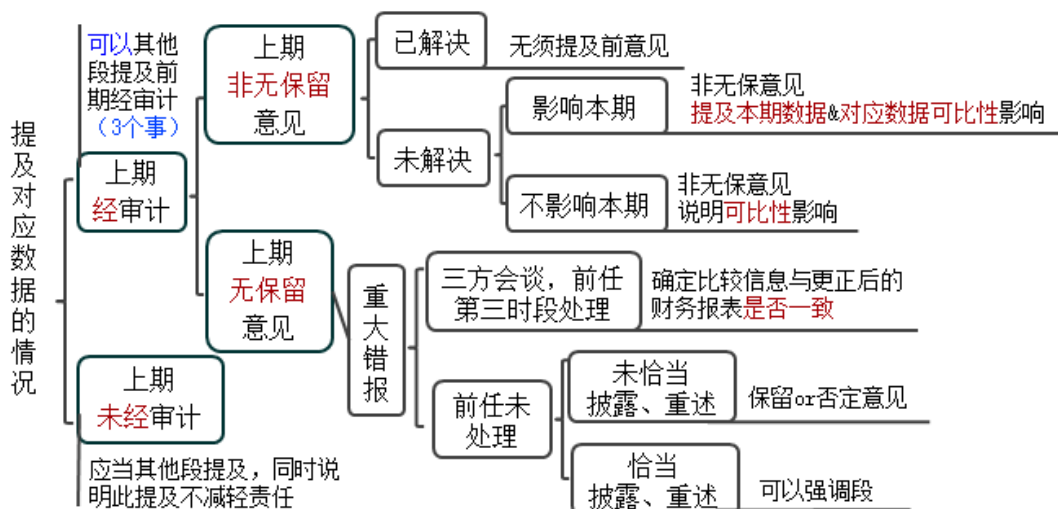 提及对应数据的情况
可以其他
段提及前
期经审计
（3个事）
上期
经审计
上期
非无保留
意见
已解决
无须提及前意见
未解决
影响本期
非无保意见
提及本期数据&对应数据可比性影响
不影响本期
非无保意见
说明可比性影响
上期
无保留
意见
重大错报
三方会谈，前任
第三时段处理
确定比较信息与更正后的
财务报表是否一致
前任未
处理
未恰当
披露、重述
保留or否定意见
恰当
披露、重述
可以强调段
上期
未经审计
应当其他段提及，同时说
明此提及不减轻责任